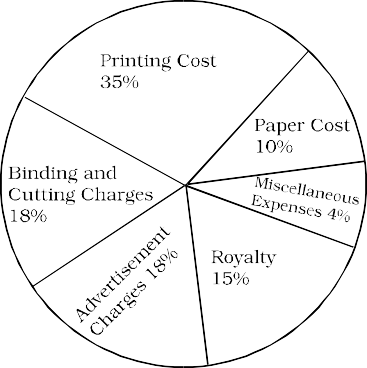 Printing Cost
35%
Paper Cost
10%
Miscellaneous
Expenses 4%
Royalty
15%
Advertisement
Charges 18%
Binding and
Cutting Charges
18%